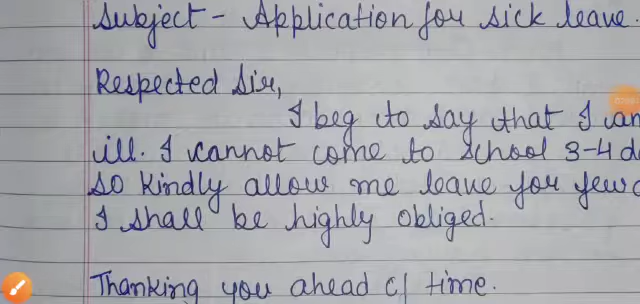 Subject - Application for sick leave.
Respected Sir,
I beg to say that I am
ill. I cannot come to school 3-4 d
so kindly allow me leave for few
I shall be highly obliged.
Thanking you ahead of time.